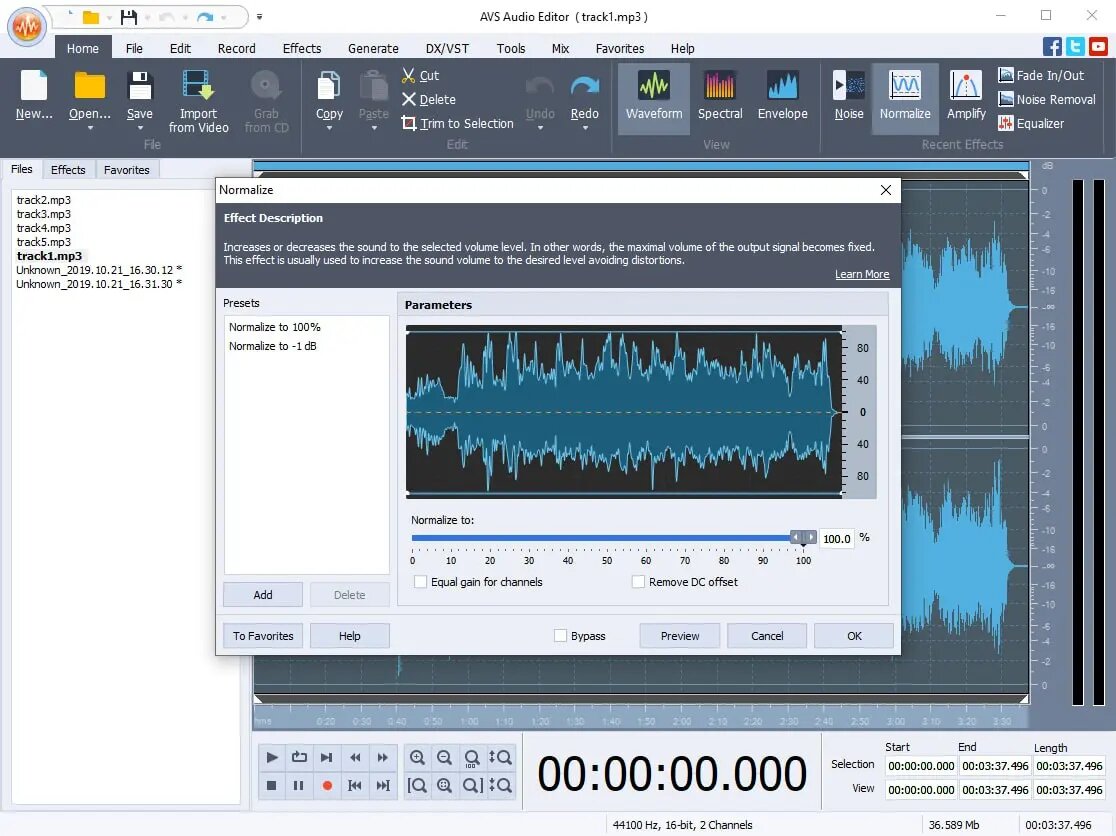 AVS Audio Editor ( track1.mp3 )
Home File Edit Record Effects Generate DX/VST Tools Mix Favorites Help
New... Open... Save Import from Video Grab from CD
File
Copy Paste
Cut
Delete
Trim to Selection
Undo Redo
Edit
Waveform Spectral Envelope
View
Noise Normalize Amplify
Fade In/Out
Noise Removal
Equalizer
Recent Effects
Files Effects Favorites
track2.mp3
track3.mp3
track4.mp3
track5.mp3
track1.mp3
Unknown_2019.10.21_16.30.12 *
Unknown_2019.10.21_16.31.30 *
Normalize
Effect Description
Increases or decreases the sound to the selected volume level. In other words, the maximal volume of the output signal becomes fixed.
This effect is usually used to increase the sound volume to the desired level avoiding distortions.
Learn More
Presets
Normalize to 100%
Normalize to -1 dB
Add Delete
Parameters
80
40
0
40
80
Normalize to:
100.0 %
0 10 20 30 40 50 60 70 80 90 100
Equal gain for channels Remove DC offset
To Favorites Help Bypass Preview Cancel OK
dB
0
-2
-4
-6
-10
-16
-16
-10
-6
-4
-2
0
0
-2
-4
-6
-10
-16
-16
-10
-6
-4
-2
0
hms 0:20 0:30 0:40 0:50 1:00 1:10 1:20 1:30 1:40 1:50 2:00 2:10 2:20 2:30 2:40 2:50 3:00 3:10 3:20 3:30
100
00:00:00.000
Start End Length
Selection 00:00:00.000 00:03:37.496 00:03:37.496
View 00:00:00.000 00:03:37.496 00:03:37.496
44100 Hz, 16-bit, 2 Channels 36.589 Mb 00:03:37.496